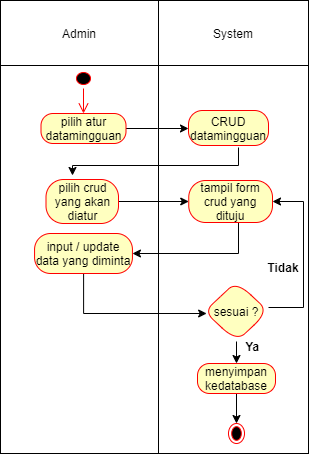 Admin
System
pilih atur
datamingguan
CRUD
datamingguan
pilih crud
yang akan
diatur
tampil form
crud yang
dituju
input / update
data yang diminta
Tidak
sesuai ?
Ya
menyimpan
kedatabase